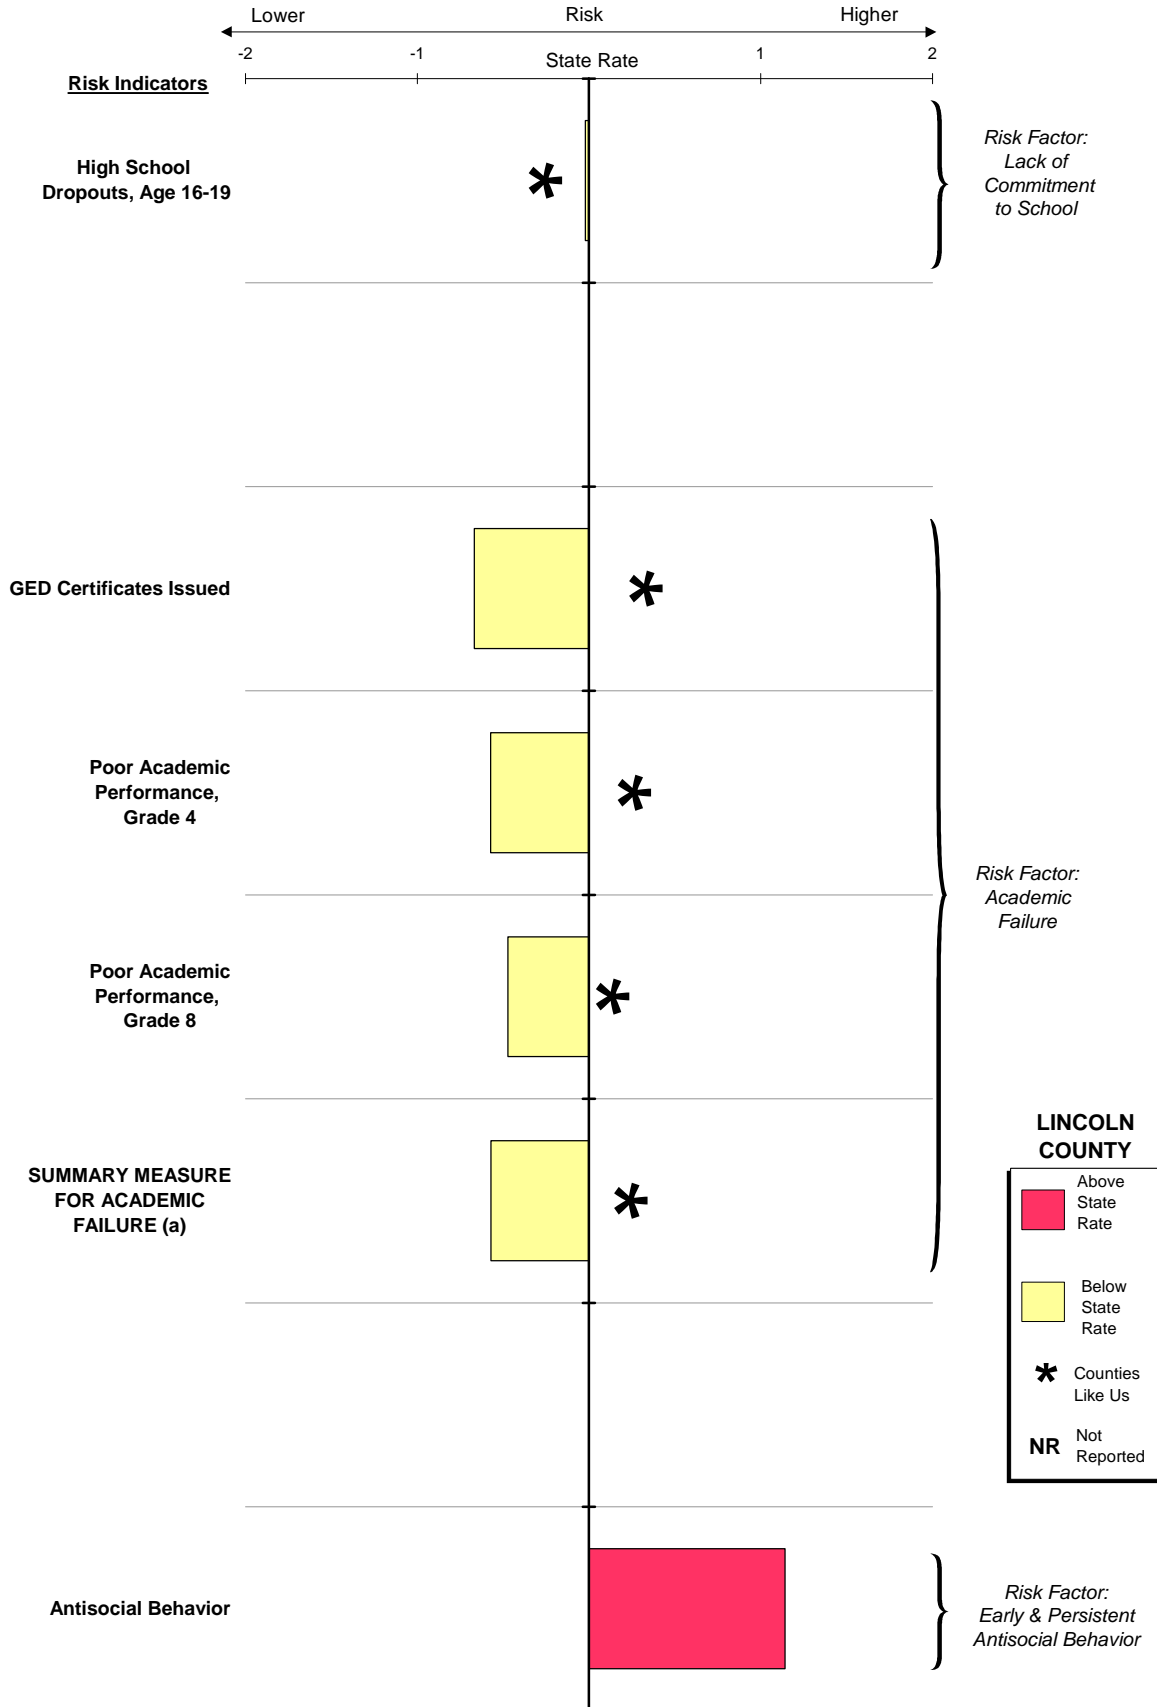 Lower Risk Higher
-2 -1 State Rate 1 2
Risk Indicators
High School
Dropouts, Age 16-19
*
Risk Factor:
Lack of
Commitment
to School
GED Certificates Issued
*
Poor Academic
Performance,
Grade 4
*
Poor Academic
Performance,
Grade 8
*
SUMMARY MEASURE
FOR ACADEMIC
FAILURE (a)
*
Risk Factor:
Academic
Failure
LINCOLN
COUNTY
Above
State
Rate
Below
State
Rate
* Counties
Like Us
NR Not
Reported
Antisocial Behavior
Risk Factor:
Early & Persistent
Antisocial Behavior